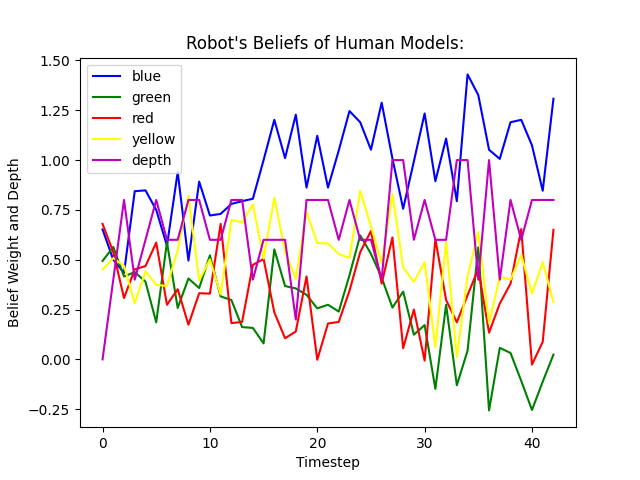 Robot's Beliefs of Human Models:
1.50
1.25
1.00
0.75
0.50
0.25
0.00
−0.25
Belief Weight and Depth
blue
green
red
yellow
depth
0 10 20 30 40
Timestep